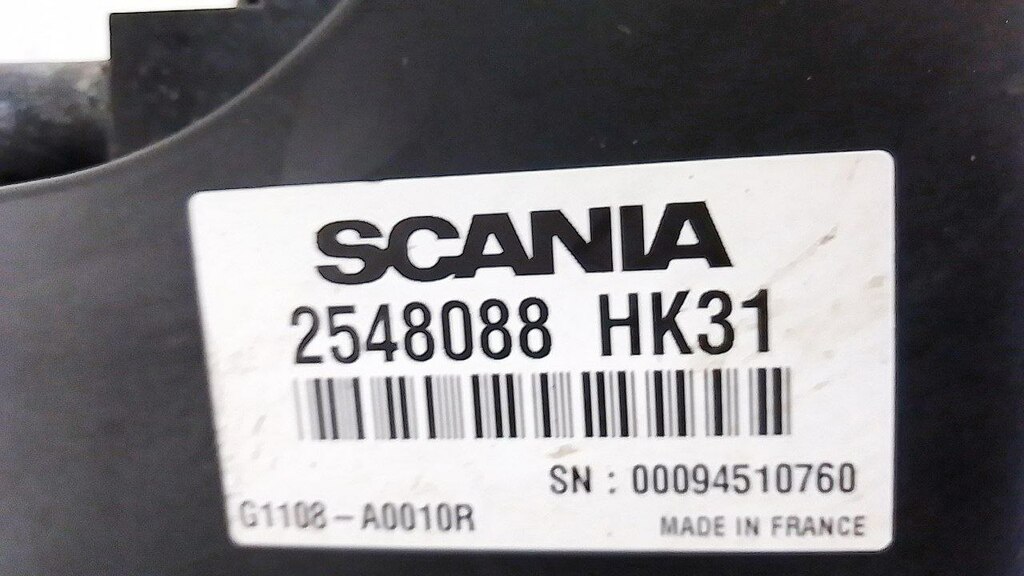 SCANIA
2548088 HK31
SN : 00094510760
G1108-A0010R
MADE IN FRANCE